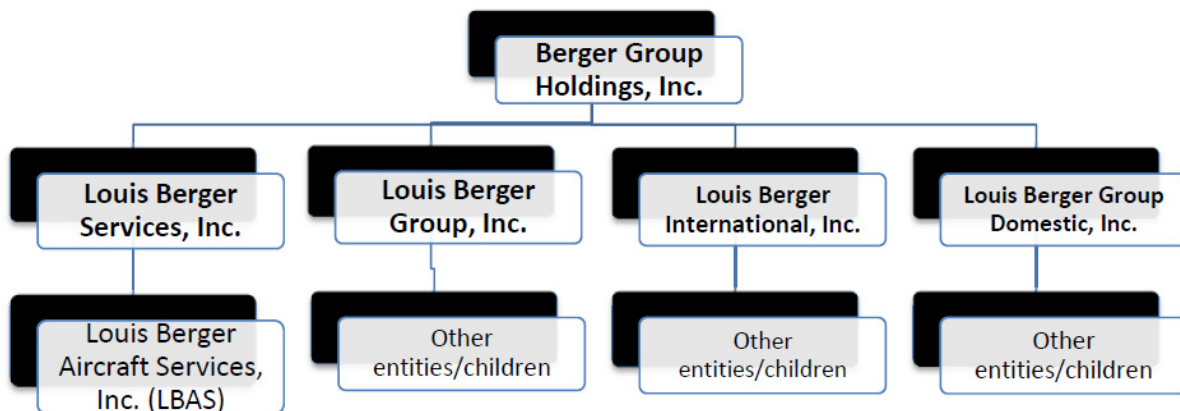 Berger Group
Holdings, Inc.
Louis Berger
Services, Inc.
Louis Berger
Group, Inc.
Louis Berger
International, Inc.
Louis Berger Group
Domestic, Inc.
Louis Berger
Aircraft Services,
Inc. (LBAS)
Other
entities/children
Other
entities/children
Other
entities/children